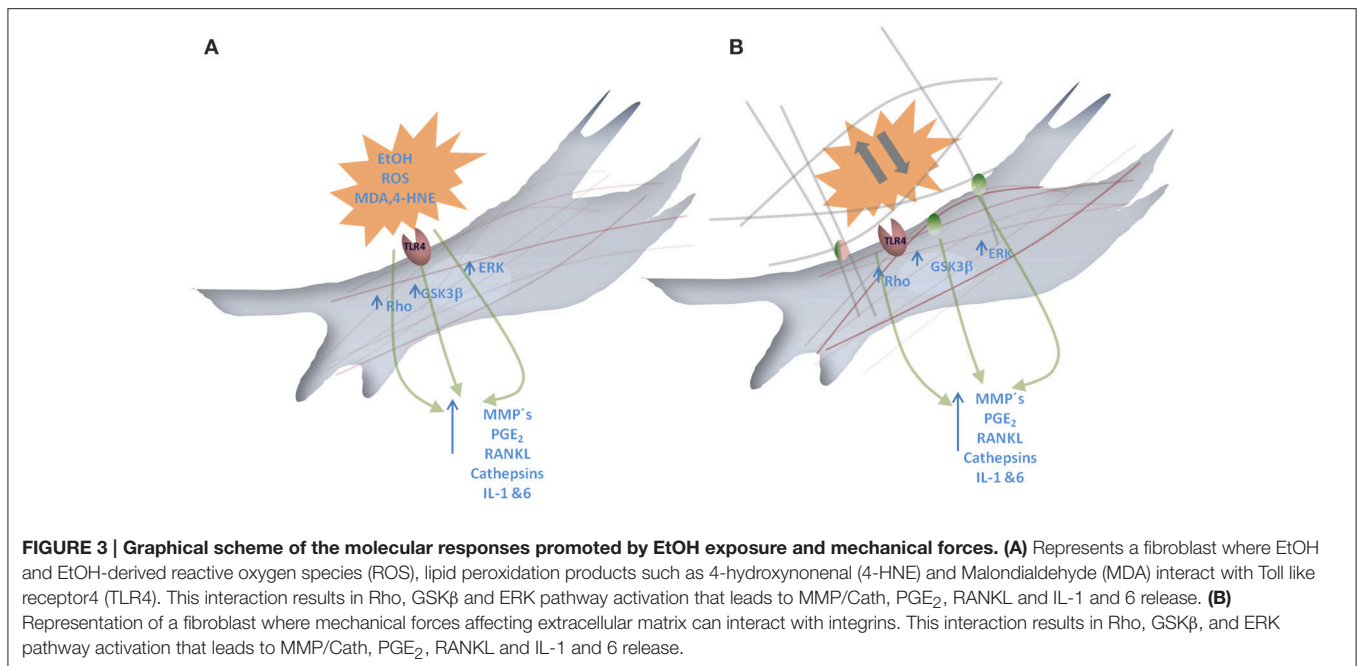 A
EtOH
ROS
MDA,4-HNE
TLR4
ERK
GSK3β
Rho
MMP´s
PGE₂
RANKL
Cathepsins
IL-1 &6
B
TLR4
ERK
GSK3β
Rho
MMP´s
PGE₂
RANKL
Cathepsins
IL-1 &6
FIGURE 3 | Graphical scheme of the molecular responses promoted by EtOH exposure and mechanical forces. (A) Represents a fibroblast where EtOH
and EtOH-derived reactive oxygen species (ROS), lipid peroxidation products such as 4-hydroxynonenal (4-HNE) and Malondialdehyde (MDA) interact with Toll like
receptor4 (TLR4). This interaction results in Rho, GSKβ and ERK pathway activation that leads to MMP/Cath, PGE₂, RANKL and IL-1 and 6 release. (B)
Representation of a fibroblast where mechanical forces affecting extracellular matrix can interact with integrins. This interaction results in Rho, GSKβ, and ERK
pathway activation that leads to MMP/Cath, PGE₂, RANKL and IL-1 and 6 release.